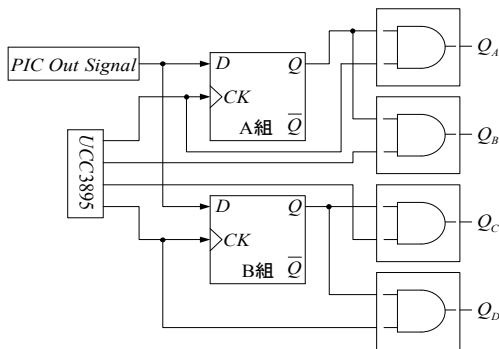 PIC Out Signal
D
Q
CK
Q
A組
UCC3895
D
Q
CK
Q
B組
Q_A
Q_B
Q_C
Q_D